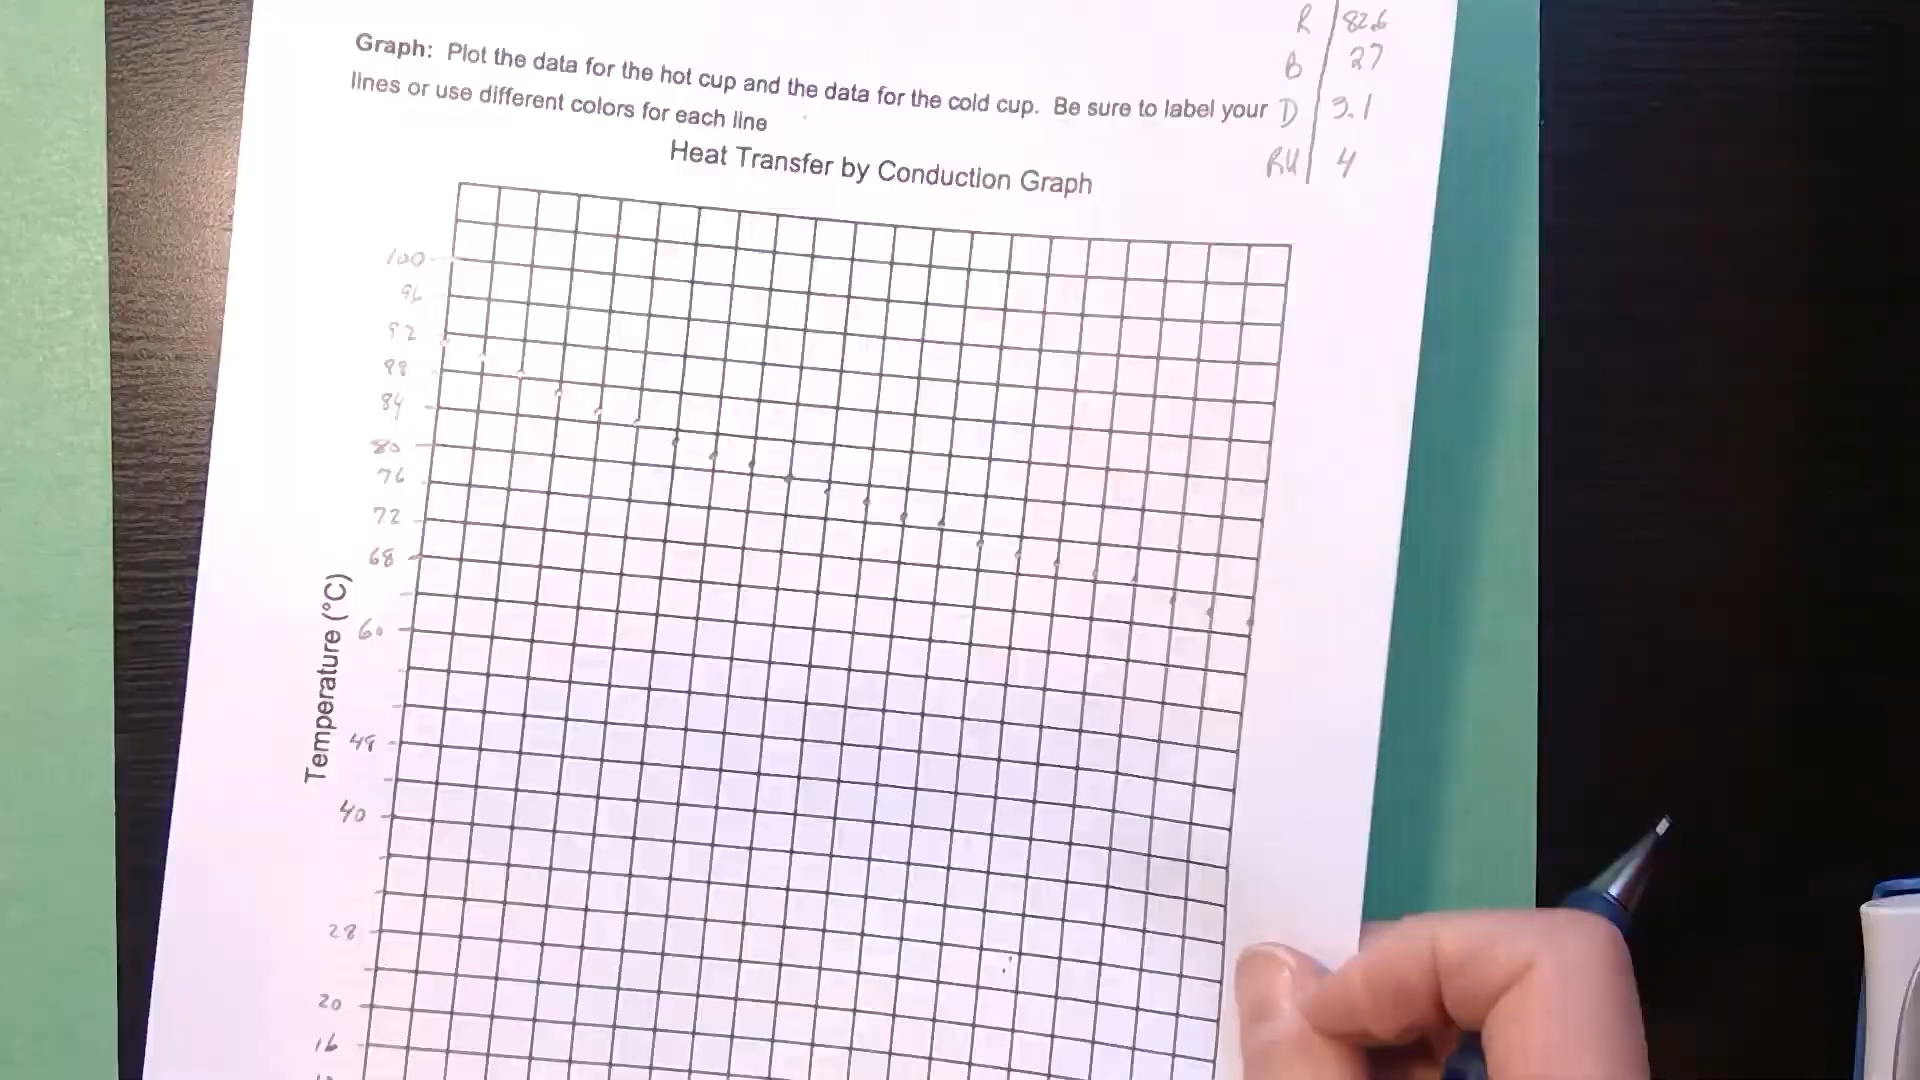 R 82.6
B 27
D 3.1
RU 4
Graph: Plot the data for the hot cup and the data for the cold cup. Be sure to label your
lines or use different colors for each line
Heat Transfer by Conduction Graph
100
96
92
88
84
80
76
72
68
60
48
40
28
20
16
Temperature (°C)